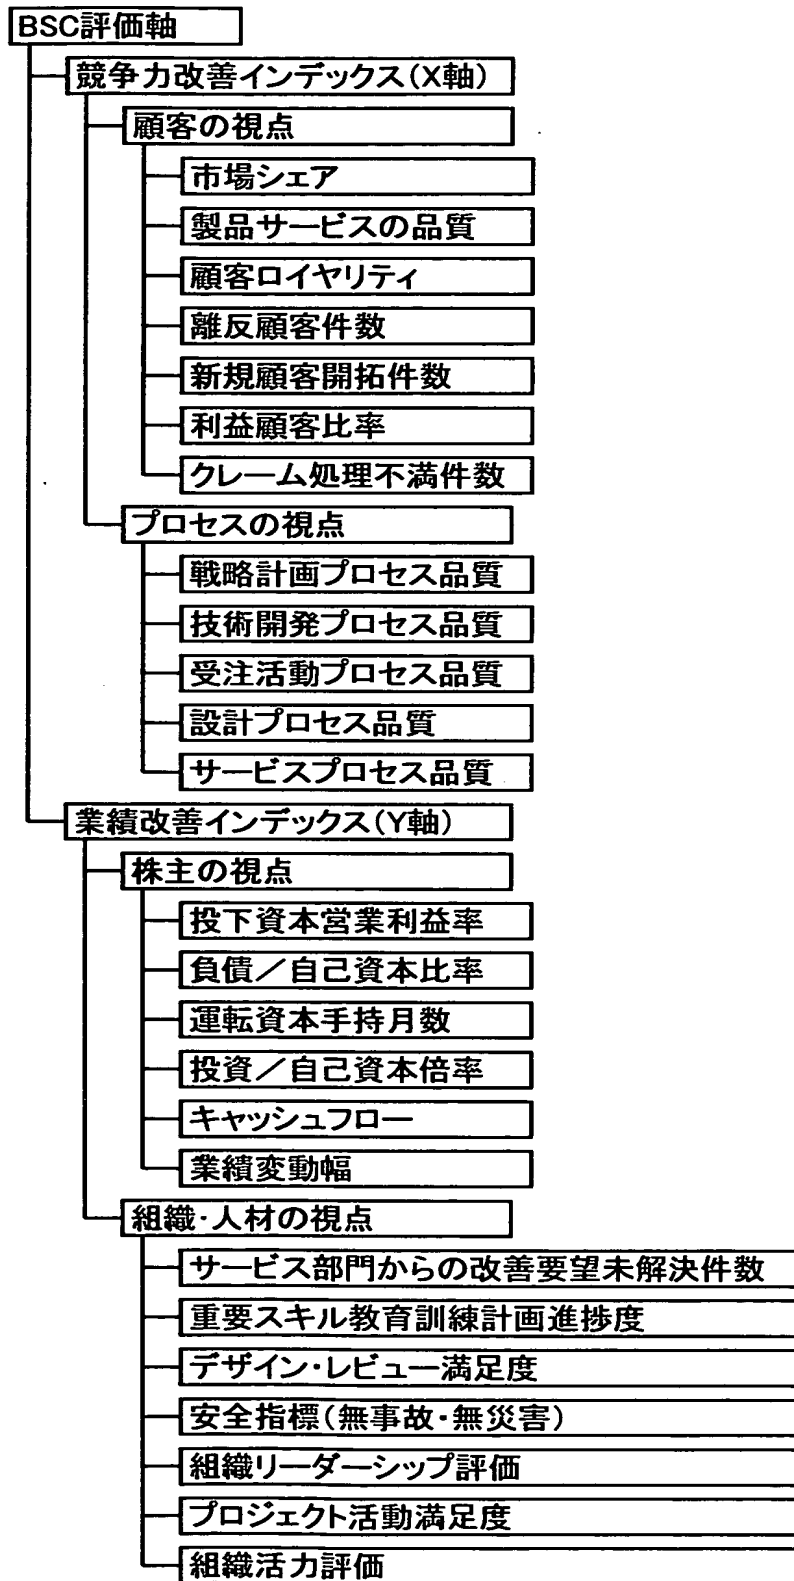 BSC評価軸
競争力改善インデックス(X軸)
顧客の視点
市場シェア
製品サービスの品質
顧客ロイヤリティ
離反顧客件数
新規顧客開拓件数
利益顧客比率
クレーム処理不満件数
プロセスの視点
戦略計画プロセス品質
技術開発プロセス品質
受注活動プロセス品質
設計プロセス品質
サービスプロセス品質
業績改善インデックス(Y軸)
株主の視点
投下資本営業利益率
負債/自己資本比率
運転資本手持月数
投資/自己資本倍率
キャッシュフロー
業績変動幅
組織・人材の視点
サービス部門からの改善要望未解決件数
重要スキル教育訓練計画進捗度
デザイン・レビュー満足度
安全指標(無事故・無災害)
組織リーダーシップ評価
プロジェクト活動満足度
組織活力評価